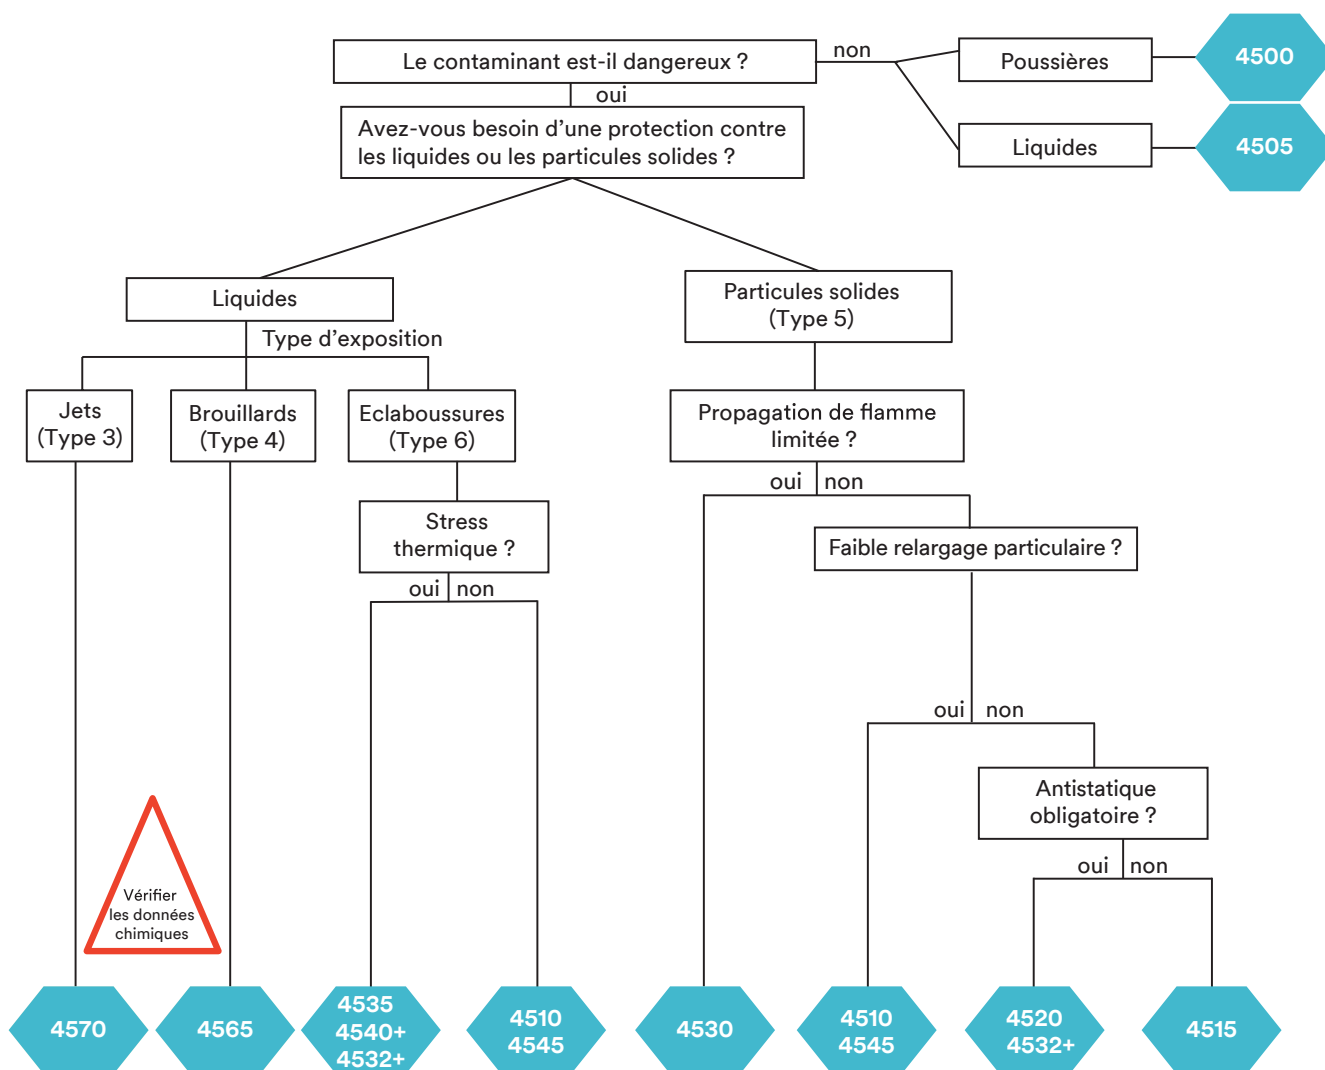 Le contaminant est-il dangereux ?
non
Poussières
4500
oui
Avez-vous besoin d’une protection contre
les liquides ou les particules solides ?
Liquides
4505
Liquides
Particules solides
(Type 5)
Type d’exposition
Jets
(Type 3)
Brouillards
(Type 4)
Eclaboussures
(Type 6)
Propagation de flamme
limitée ?
oui
non
Stress
thermique ?
Faible relargage particulaire ?
oui
non
oui
non
Antistatique
obligatoire ?
oui
non
Vérifier
les données
chimiques
4570
4565
4535
4540+
4532+
4510
4545
4530
4510
4545
4520
4532+
4515